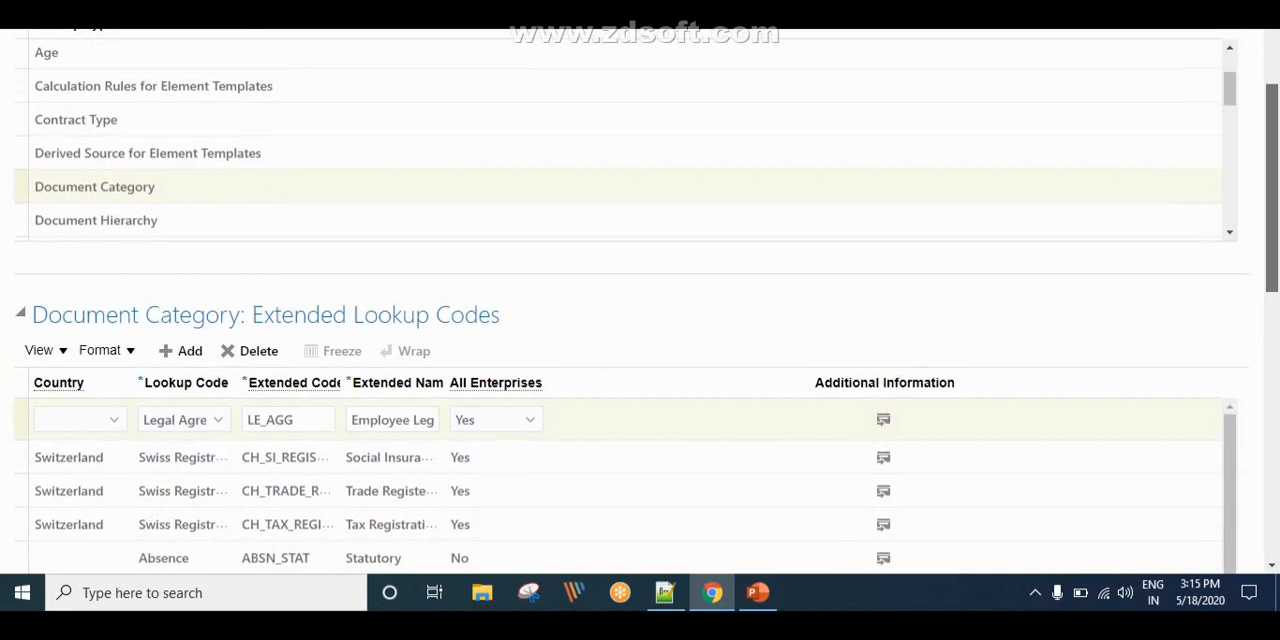 www.zdsoft.com
Age
Calculation Rules for Element Templates
Contract Type
Derived Source for Element Templates
Document Category
Document Hierarchy
Document Category: Extended Lookup Codes
View Format Add Delete Freeze Wrap
Country *Lookup Code *Extended Code *Extended Nam All Enterprises Additional Information
Legal Agre LE_AGG Employee Leg Yes
Switzerland Swiss Registr... CH_SI_REGIS... Social Insura... Yes
Switzerland Swiss Registr... CH_TRADE_R... Trade Registe... Yes
Switzerland Swiss Registr... CH_TAX_REGI... Tax Registrati... Yes
Absence ABSN_STAT Statutory No
Type here to search ENG IN 3:15 PM 5/18/2020